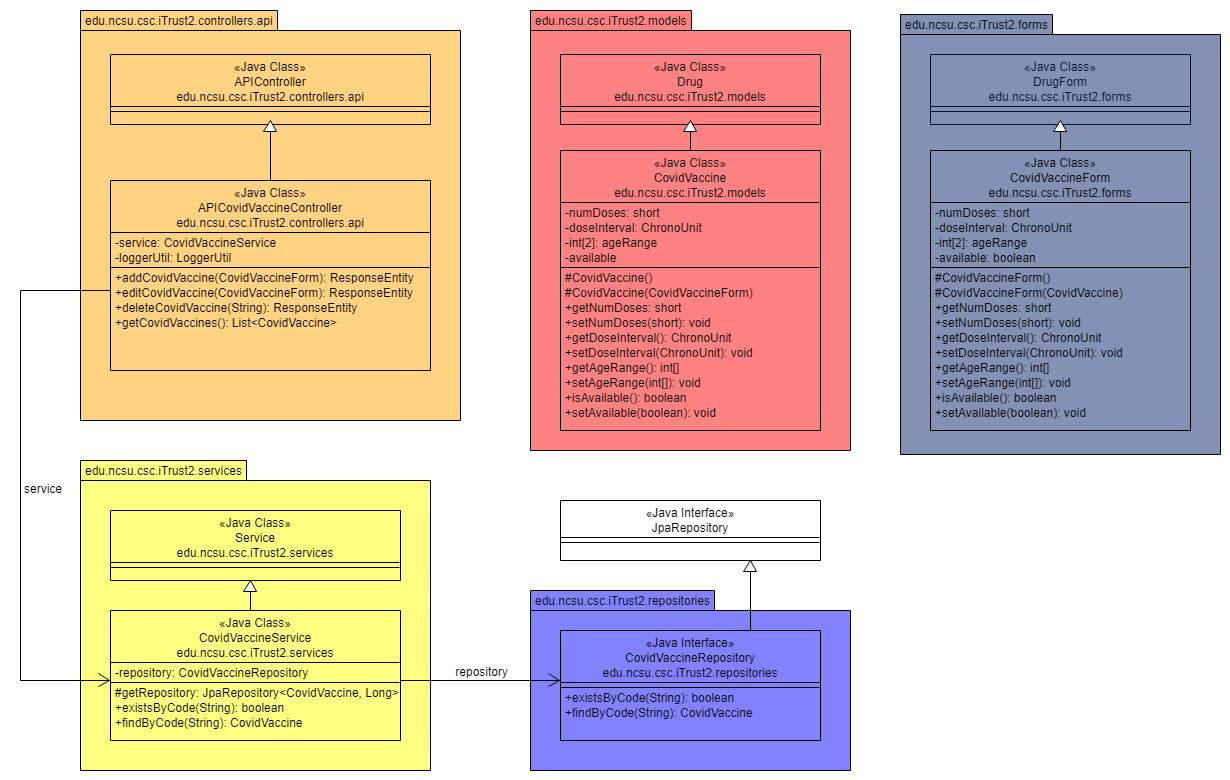 edu.ncsu.csc.iTrust2.controllers.api
«Java Class»
APIController
edu.ncsu.csc.iTrust2.controllers.api
«Java Class»
APICovidVaccineController
edu.ncsu.csc.iTrust2.controllers.api
-service: CovidVaccineService
-loggerUtil: LoggerUtil
+addCovidVaccine(CovidVaccineForm): ResponseEntity
+editCovidVaccine(CovidVaccineForm): ResponseEntity
+deleteCovidVaccine(String): ResponseEntity
+getCovidVaccines(): List<CovidVaccine>
edu.ncsu.csc.iTrust2.models
«Java Class»
Drug
edu.ncsu.csc.iTrust2.models
«Java Class»
CovidVaccine
edu.ncsu.csc.iTrust2.models
-numDoses: short
-doseInterval: ChronoUnit
-int[2]: ageRange
-available
#CovidVaccine()
#CovidVaccine(CovidVaccineForm)
+getNumDoses: short
+setNumDoses(short): void
+getDoseInterval(): ChronoUnit
+setDoseInterval(ChronoUnit): void
+getAgeRange(): int[]
+setAgeRange(int[]): void
+isAvailable(): boolean
+setAvailable(boolean): void
edu.ncsu.csc.iTrust2.forms
«Java Class»
DrugForm
edu.ncsu.csc.iTrust2.forms
«Java Class»
CovidVaccineForm
edu.ncsu.csc.iTrust2.forms
-numDoses: short
-doseInterval: ChronoUnit
-int[2]: ageRange
-available: boolean
#CovidVaccineForm()
#CovidVaccineForm(CovidVaccine)
+getNumDoses: short
+setNumDoses(short): void
+getDoseInterval(): ChronoUnit
+setDoseInterval(ChronoUnit): void
+getAgeRange(): int[]
+setAgeRange(int[]): void
+isAvailable(): boolean
+setAvailable(boolean): void
service
edu.ncsu.csc.iTrust2.services
«Java Class»
Service
edu.ncsu.csc.iTrust2.services
«Java Class»
CovidVaccineService
edu.ncsu.csc.iTrust2.services
-repository: CovidVaccineRepository
#getRepository: JpaRepository<CovidVaccine, Long>
+existsByCode(String): boolean
+findByCode(String): CovidVaccine
repository
«Java Interface»
JpaRepository
edu.ncsu.csc.iTrust2.repositories
«Java Interface»
CovidVaccineRepository
edu.ncsu.csc.iTrust2.repositories
+existsByCode(String): boolean
+findByCode(String): CovidVaccine